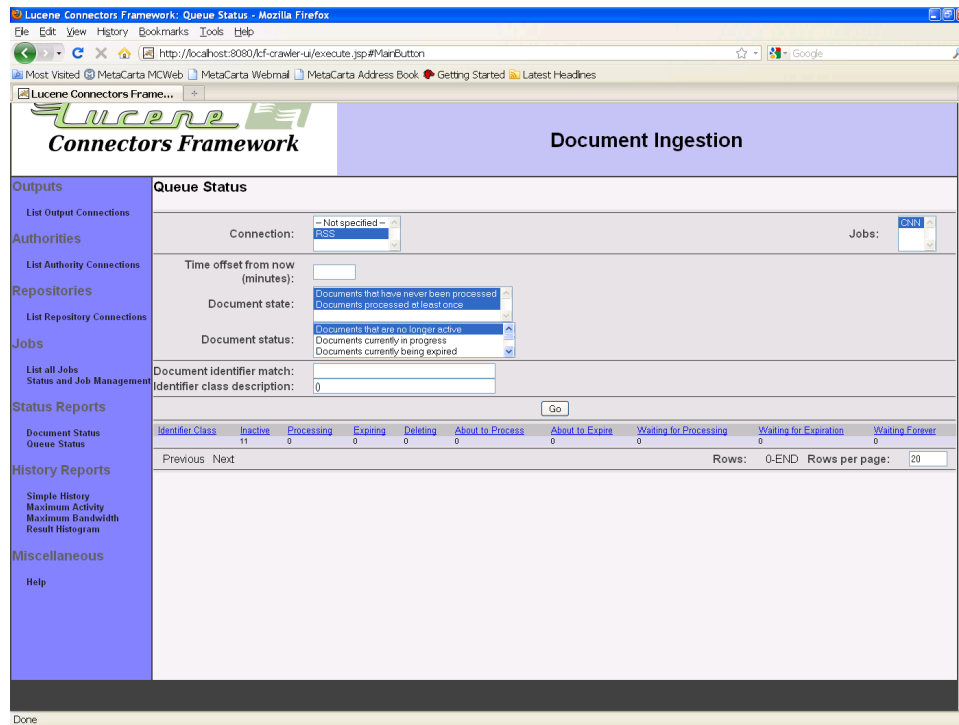 Lucene Connectors Framework: Queue Status - Mozilla Firefox
File Edit View History Bookmarks Tools Help
http://localhost:8080/lcf-crawler-ui/execute.jsp#MainButton
Google
Most Visited MetaCarta MCWeb MetaCarta Webmail MetaCarta Address Book Getting Started Latest Headlines
Lucene Connectors Frame...
Lucene
Connectors Framework
Document Ingestion
Outputs
List Output Connections
Authorities
List Authority Connections
Repositories
List Repository Connections
Jobs
List all Jobs
Status and Job Management
Status Reports
Document Status
Queue Status
History Reports
Simple History
Maximum Activity
Maximum Bandwidth
Result Histogram
Miscellaneous
Help
Queue Status
Connection: -- Not specified -- RSS
Jobs: CNN
Time offset from now
(minutes):
Document state: Documents that have never been processed
Documents processed at least once
Document status: Documents that are no longer active
Documents currently in progress
Documents currently being expired
Document identifier match:
Identifier class description: ()
Go
Identifier Class Inactive Processing Expiring Deleting About to Process About to Expire Waiting for Processing Waiting for Expiration Waiting Forever
11 0 0 0 0 0 0 0 0
Previous Next Rows: 0-END Rows per page: 20
Done